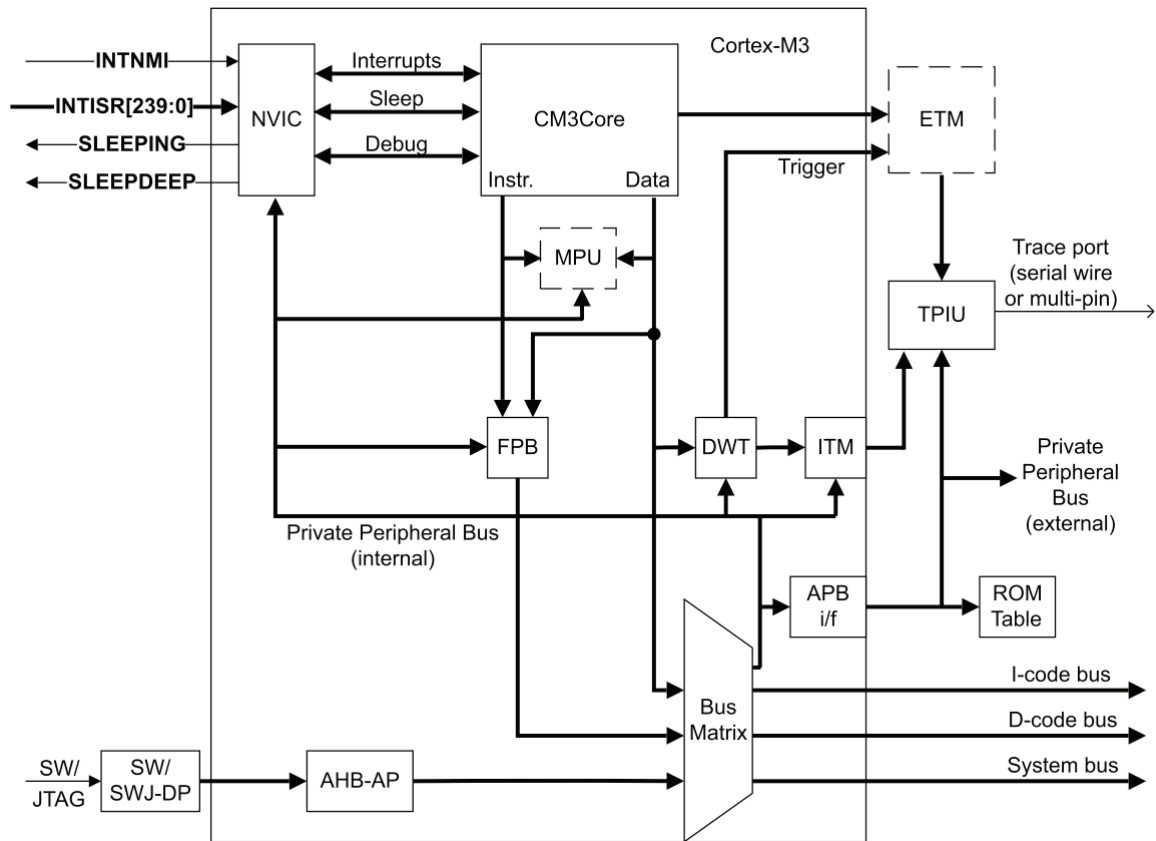 Cortex-M3
INTNMI
INTISR[239:0]
SLEEPING
SLEEPDEEP
NVIC
Interrupts
Sleep
Debug
CM3Core
Instr.
Data
ETM
Trigger
MPU
Trace port
(serial wire
or multi-pin)
TPIU
FPB
DWT
ITM
Private
Peripheral
Bus
(external)
Private Peripheral Bus
(internal)
APB
i/f
ROM
Table
I-code bus
Bus
Matrix
D-code bus
System bus
SW/
JTAG
SW/
SWJ-DP
AHB-AP